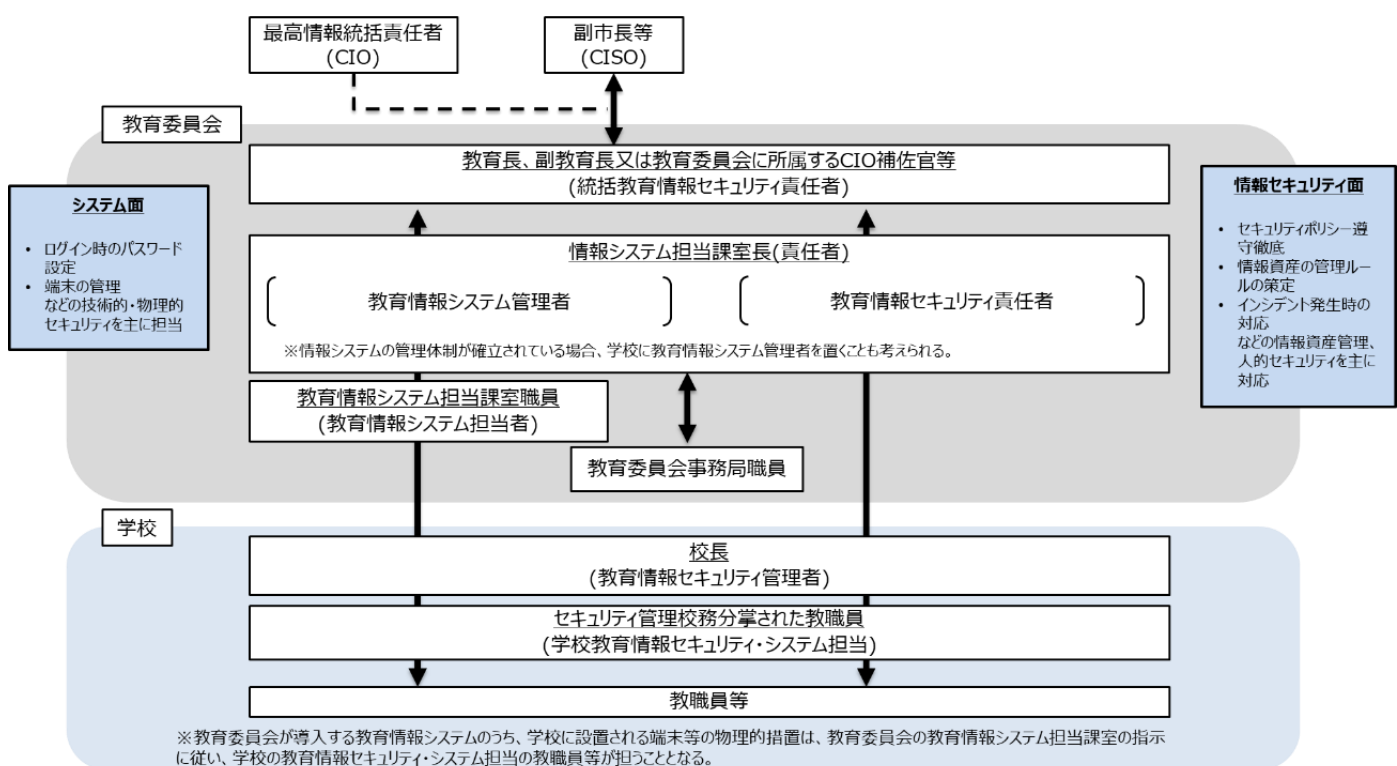 最高情報統括責任者
(CIO)
副市長等
(CISO)
教育委員会
教育長、副教育長又は教育委員会に所属するCIO補佐官等
(統括教育情報セキュリティ責任者)
システム面
• ログイン時のパスワード
設定
• 端末の管理
などの技術的・物理的
セキュリティを主に担当
情報セキュリティ面
• セキュリティポリシー遵
守徹底
• 情報資産の管理ルー
ルの策定
• インシデント発生時の
対応
などの情報資産管理、
人的セキュリティを主に
対応
情報システム担当課室長(責任者)
教育情報システム管理者
教育情報セキュリティ責任者
※情報システムの管理体制が確立されている場合、学校に教育情報システム管理者を置くことも考えられる。
教育情報システム担当課室職員
(教育情報システム担当者)
教育委員会事務局職員
学校
校長
(教育情報セキュリティ管理者)
セキュリティ管理校務分掌された教職員
(学校教育情報セキュリティ・システム担当)
教職員等
※教育委員会が導入する教育情報システムのうち、学校に設置される端末等の物理的措置は、教育委員会の教育情報システム担当課室の指示
に従い、学校の教育情報セキュリティ・システム担当の教職員等が担うこととなる。